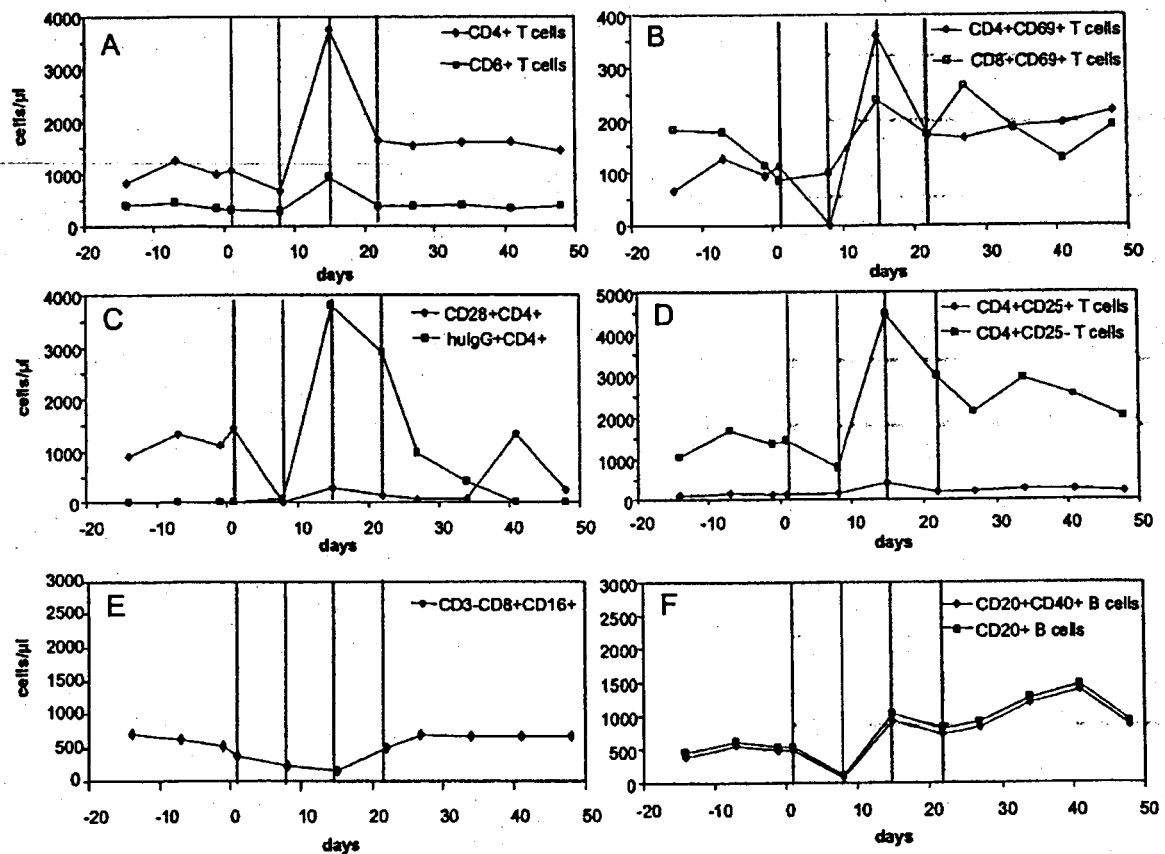 A
CD4+ T cells
CD8+ T cells
4000
3000
2000
1000
0
cells/µl
-20 -10 0 10 20 30 40 50
days
B
CD4+CD69+ T cells
CD8+CD69+ T cells
400
300
200
100
0
-20 -10 0 10 20 30 40 50
days
C
CD28+CD4+
huIgG+CD4+
4000
3000
2000
1000
0
cells/µl
-20 -10 0 10 20 30 40 50
days
D
CD4+CD25+ T cells
CD4+CD25- T cells
5000
4000
3000
2000
1000
0
-20 -10 0 10 20 30 40 50
days
E
CD3-CD8+CD16+
3000
2500
2000
1500
1000
500
0
cells/µl
-20 -10 0 10 20 30 40 50
days
F
CD20+CD40+ B cells
CD20+ B cells
3000
2500
2000
1500
1000
500
0
-20 -10 0 10 20 30 40 50
days